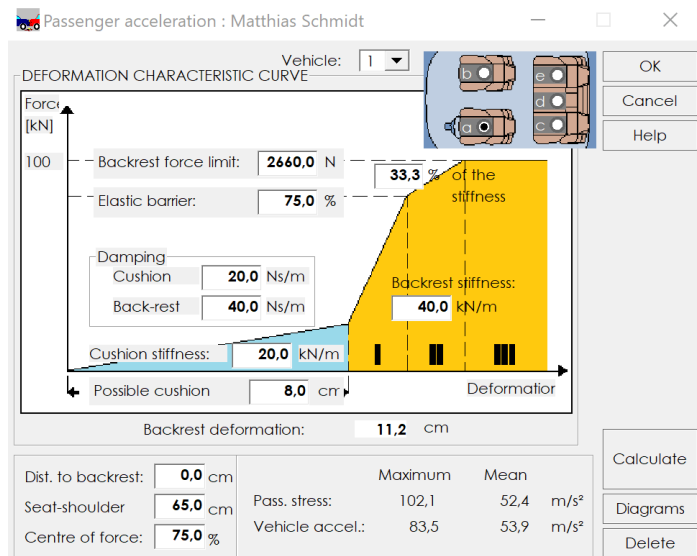 Passenger acceleration : Matthias Schmidt
Vehicle: 1
DEFORMATION CHARACTERISTIC CURVE
b e
d
a c
OK
Cancel
Help
Force
[kN]
100
Backrest force limit: 2660,0 N
33,3 % of the
stiffness
Elastic barrier: 75,0 %
Damping
Cushion 20,0 Ns/m
Back-rest 40,0 Ns/m
Backrest stiffness:
40,0 kN/m
Cushion stiffness: 20,0 kN/m
I II III
Possible cushion 8,0 cm
Deformation
Backrest deformation: 11,2 cm
Dist. to backrest: 0,0 cm
Seat-shoulder 65,0 cm
Centre of force: 75,0 %
Maximum Mean
Pass. stress: 102,1 52,4 m/s²
Vehicle accel.: 83,5 53,9 m/s²
Calculate
Diagrams
Delete